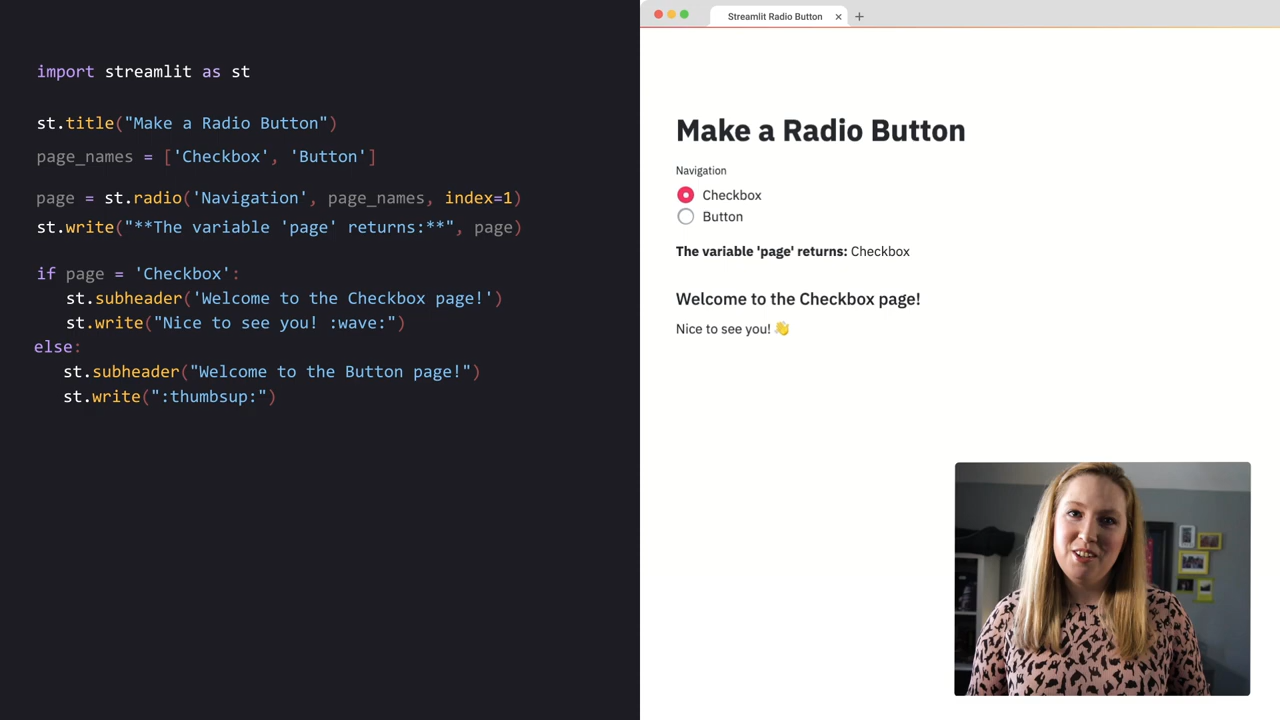 import streamlit as st
st.title("Make a Radio Button")
page_names = ['Checkbox', 'Button']
page = st.radio('Navigation', page_names, index=1)
st.write("**The variable 'page' returns:**", page)
if page = 'Checkbox':
st.subheader('Welcome to the Checkbox page!')
st.write("Nice to see you! :wave:")
else:
st.subheader("Welcome to the Button page!")
st.write(":thumbsup:")
Streamlit Radio Button × +
Make a Radio Button
Navigation
Checkbox
Button
The variable 'page' returns: Checkbox
Welcome to the Checkbox page!
Nice to see you! 👋